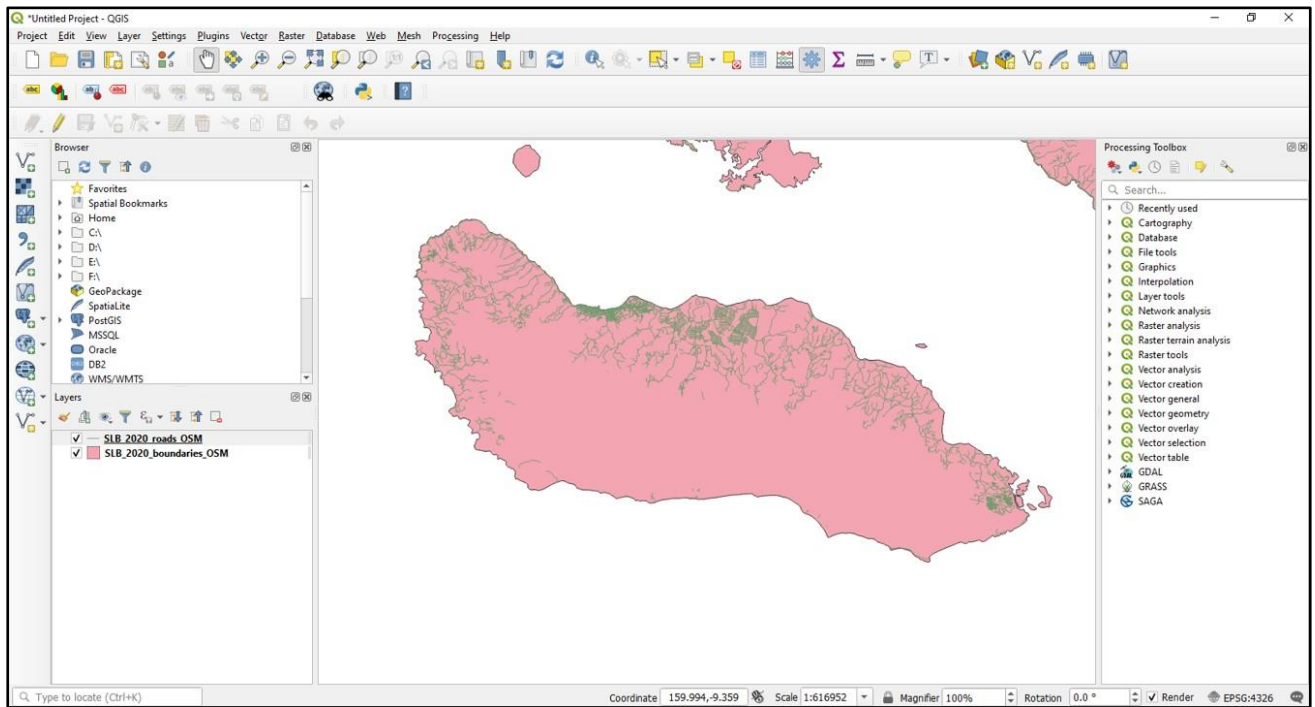 *Untitled Project - QGIS
Project Edit View Layer Settings Plugins Vector Raster Database Web Mesh Processing Help
Browser
Favorites
Spatial Bookmarks
Home
C:\
D:\
E:\
F:\
GeoPackage
SpatiaLite
PostGIS
MSSQL
Oracle
DB2
WMS/WMTS
Layers
SLB_2020_roads_OSM
SLB_2020_boundaries_OSM
Processing Toolbox
Search...
Recently used
Cartography
Database
File tools
Graphics
Interpolation
Layer tools
Network analysis
Raster analysis
Raster terrain analysis
Raster tools
Vector analysis
Vector creation
Vector general
Vector geometry
Vector overlay
Vector selection
Vector table
GDAL
GRASS
SAGA
Type to locate (Ctrl+K)
Coordinate 159.994,-9.359 Scale 1:616952 Magnifier 100% Rotation 0.0 ° Render EPSG:4326